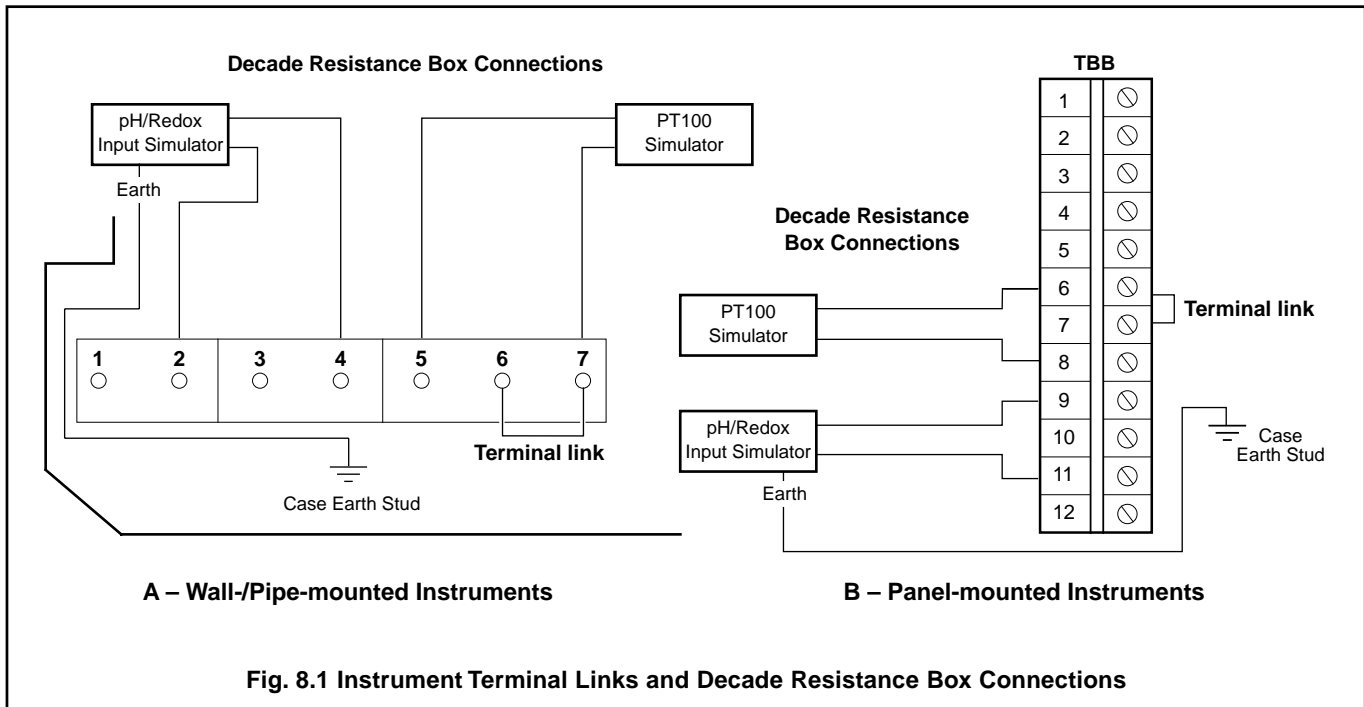 Decade Resistance Box Connections
pH/Redox
Input Simulator
Earth
PT100
Simulator
1 2 3 4 5 6 7
Terminal link
Case Earth Stud
A – Wall-/Pipe-mounted Instruments
TBB
1
2
3
4
5
6
7
8
9
10
11
12
Decade Resistance
Box Connections
PT100
Simulator
Terminal link
pH/Redox
Input Simulator
Earth
Case
Earth Stud
B – Panel-mounted Instruments
Fig. 8.1 Instrument Terminal Links and Decade Resistance Box Connections